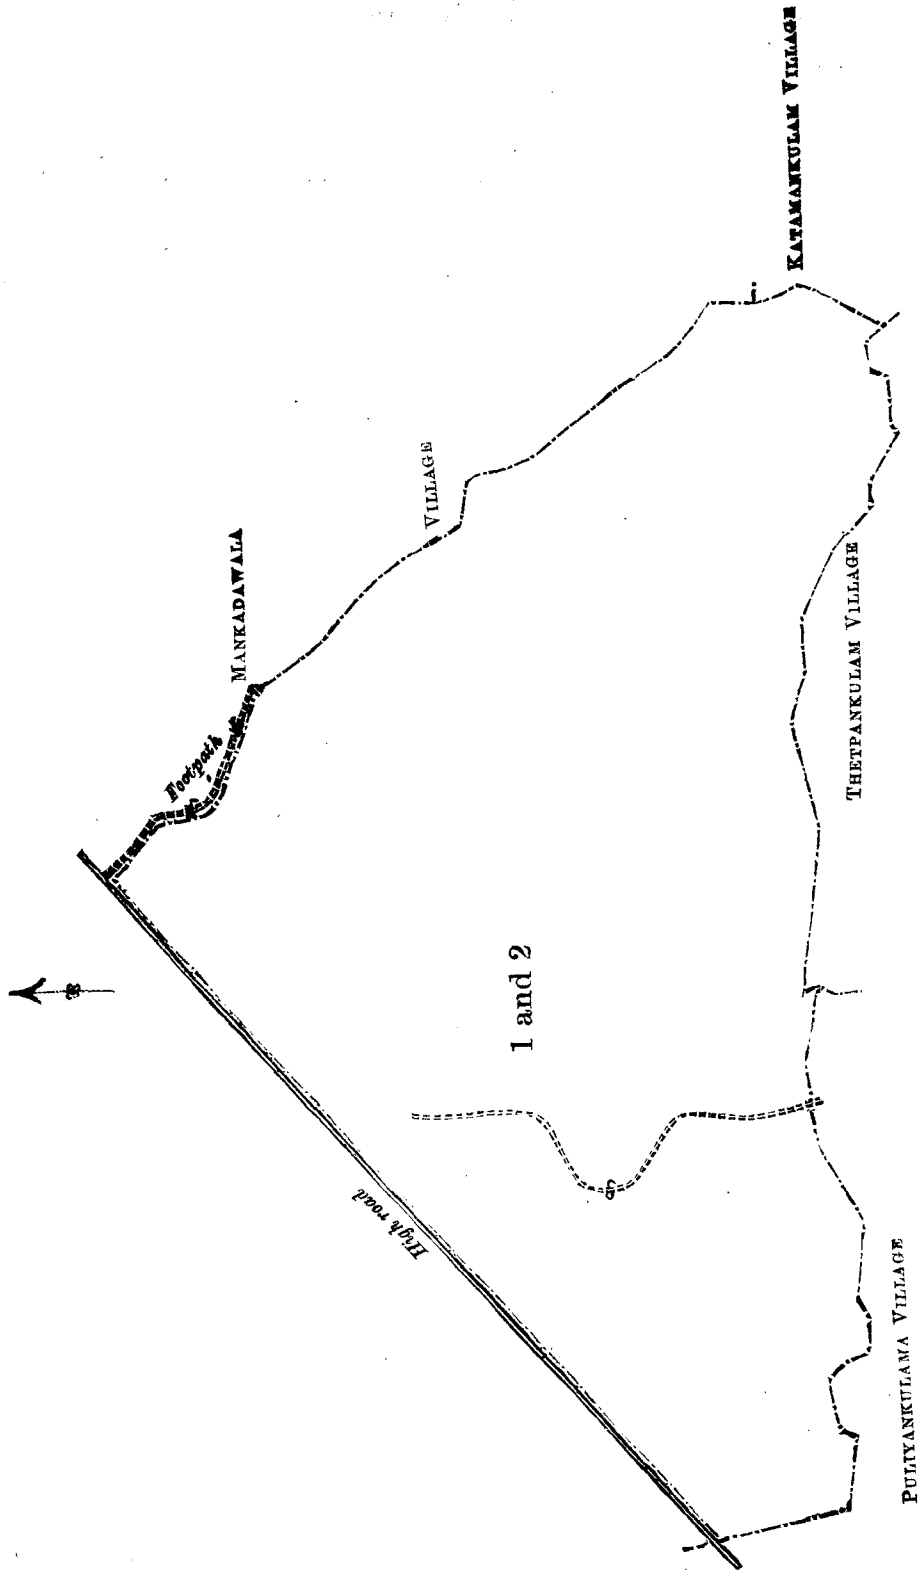 KATAMANKULAM VILLAGE
MANKADAWALA
VILLAGE
Footpath
THETPANKULAM VILLAGE
1 and 2
High road
PULIYANKULAMA VILLAGE